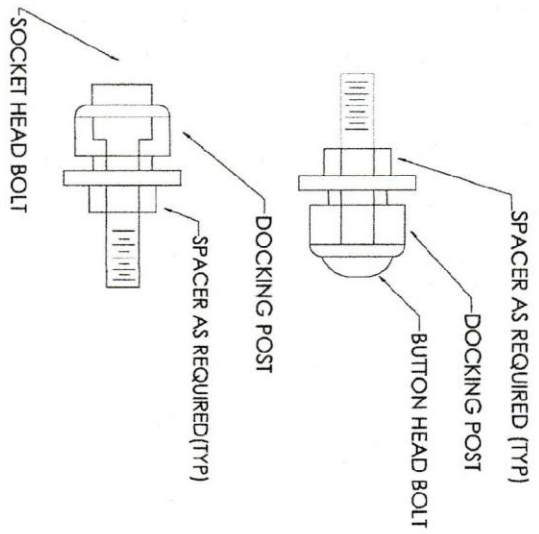 SPACER AS REQUIRED (TYP)
DOCKING POST
BUTTON HEAD BOLT
DOCKING POST
SPACER AS REQUIRED(TYP)
SOCKET HEAD BOLT